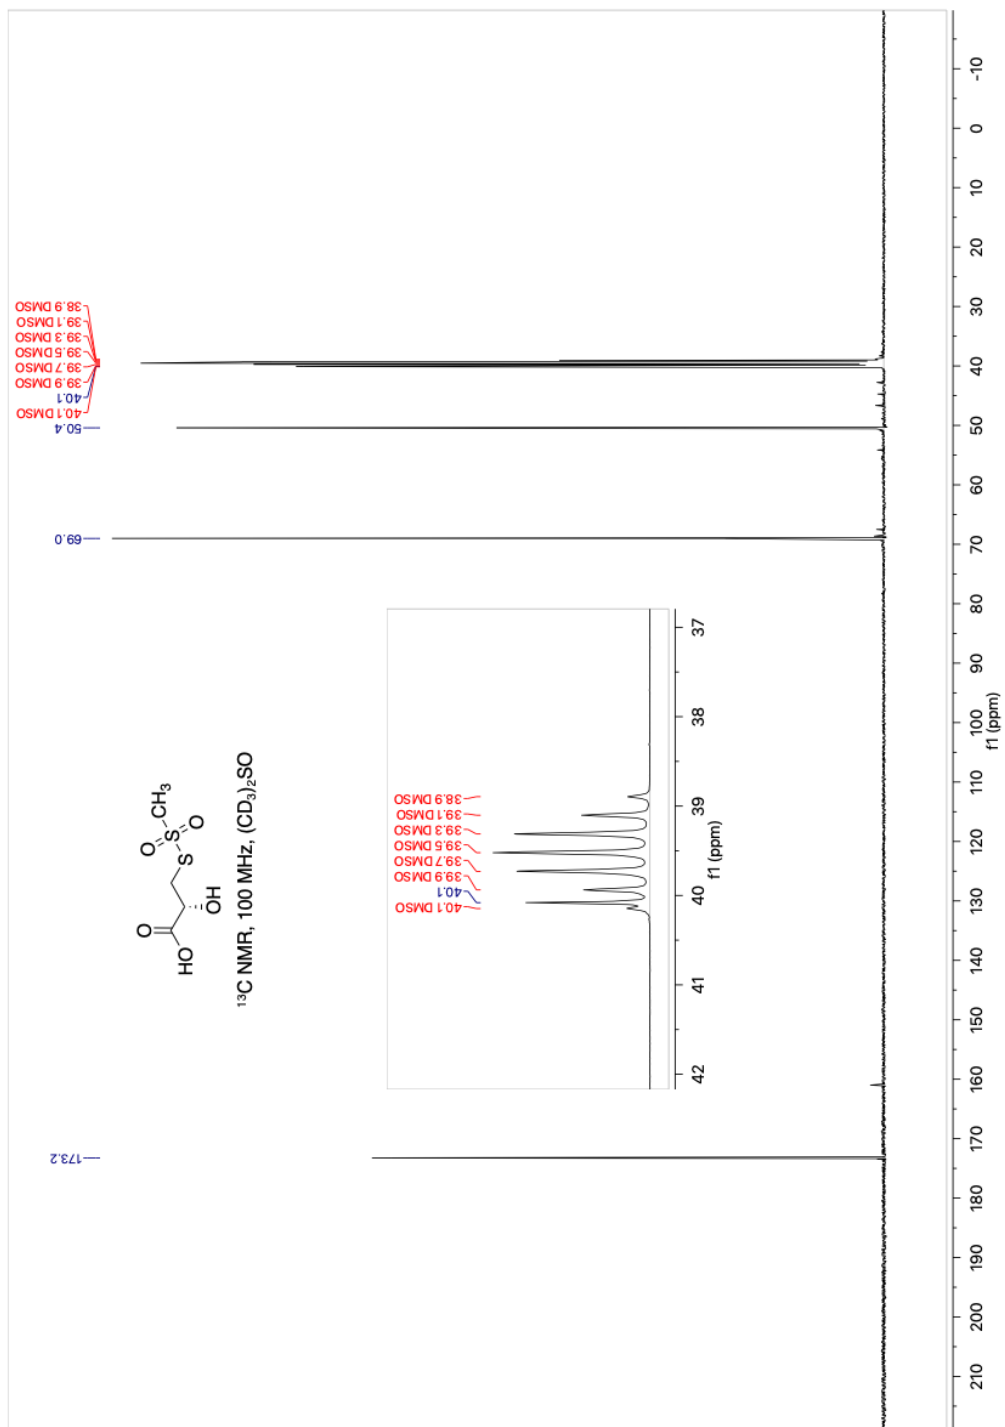 173.2
69.0
50.4
40.1 DMSO
40.1
39.9 DMSO
39.7 DMSO
39.5 DMSO
39.3 DMSO
39.1 DMSO
38.9 DMSO
O
HO
OH
S
O
S
O
CH₃
¹³C NMR, 100 MHz, (CD₃)₂SO
40.1 DMSO
40.1
39.9 DMSO
39.7 DMSO
39.5 DMSO
39.3 DMSO
39.1 DMSO
38.9 DMSO
42 41 40 39 38 37
f1 (ppm)
210 200 190 180 170 160 150 140 130 120 110 100 90 80 70 60 50 40 30 20 10 0 -10
f1 (ppm)